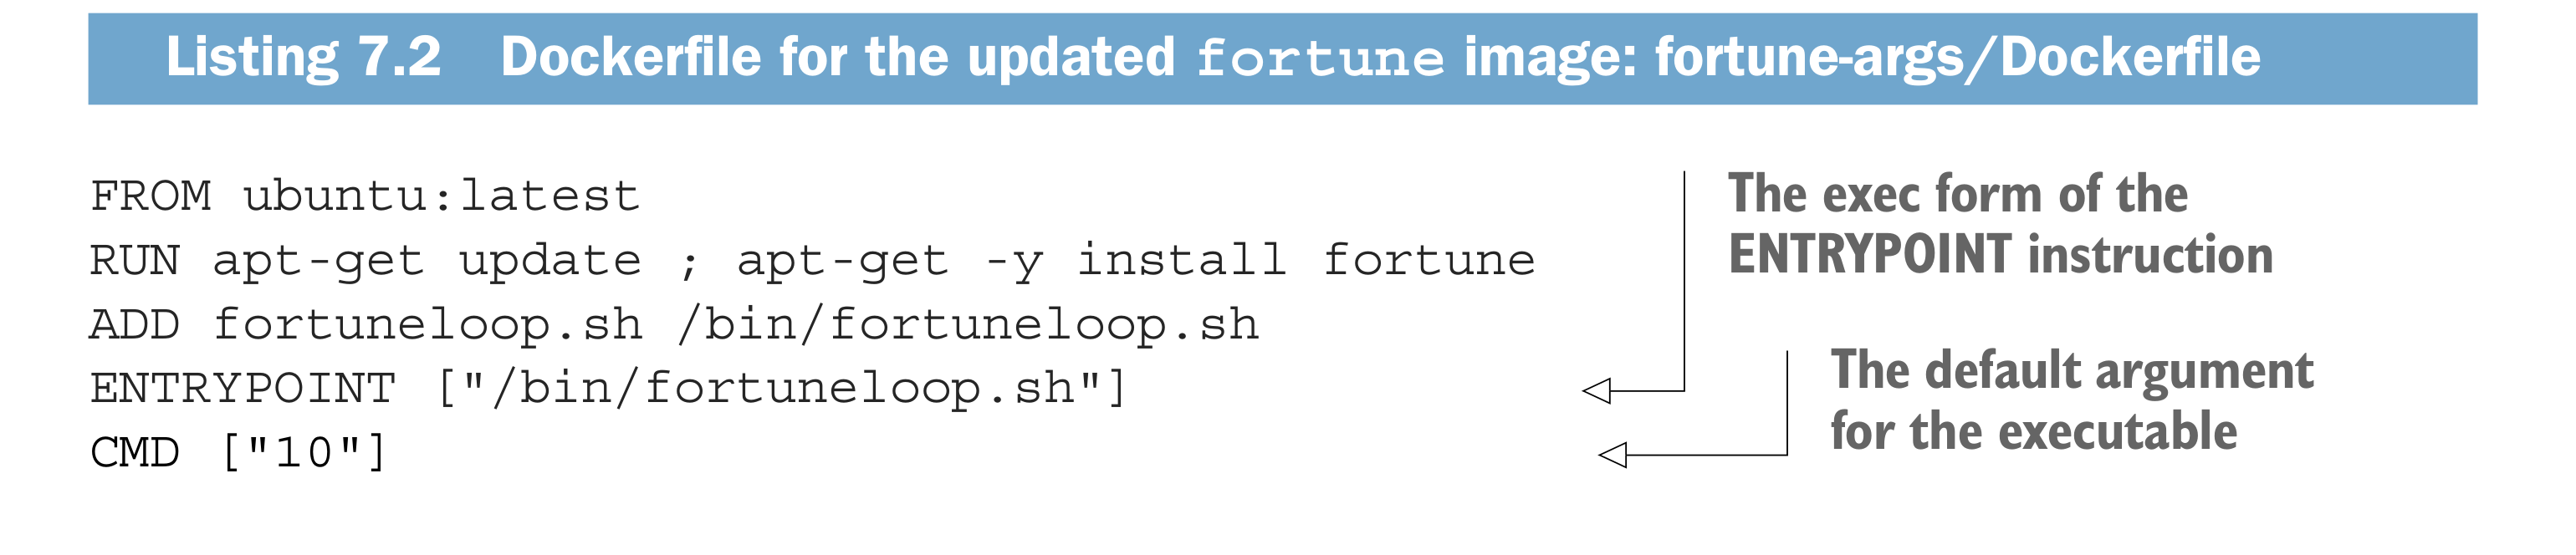 Listing 7.2 Dockerfile for the updated fortune image: fortune-args/Dockerfile
FROM ubuntu:latest
RUN apt-get update ; apt-get -y install fortune
ADD fortuneloop.sh /bin/fortuneloop.sh
ENTRYPOINT ["/bin/fortuneloop.sh"]
CMD ["10"]
The exec form of the
ENTRYPOINT instruction
The default argument
for the executable